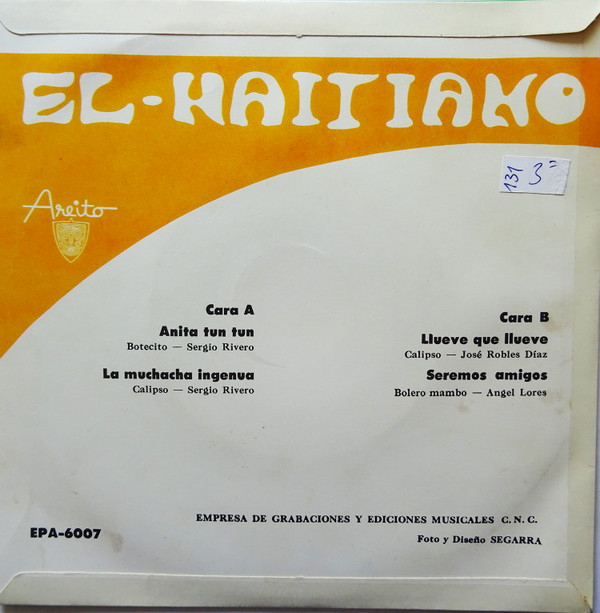 EL-HAITIANO
131 3=
Areito
Cara A
Anita tun tun
Botecito — Sergio Rivero
La muchacha ingenua
Calipso — Sergio Rivero
Cara B
Llueve que llueve
Calipso — José Robles Díaz
Seremos amigos
Bolero mambo — Angel Lores
EMPRESA DE GRABACIONES Y EDICIONES MUSICALES C.N.C.
EPA-6007
Foto y Diseño SEGARRA